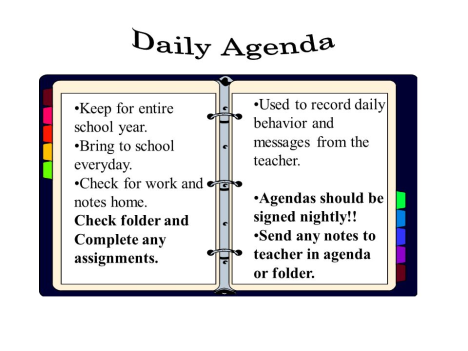 Daily Agenda
•Keep for entire
school year.
•Bring to school
everyday.
•Check for work and
notes home.
Check folder and
Complete any
assignments.
•Used to record daily
behavior and
messages from the
teacher.
•Agendas should be
signed nightly!!
•Send any notes to
teacher in agenda
or folder.